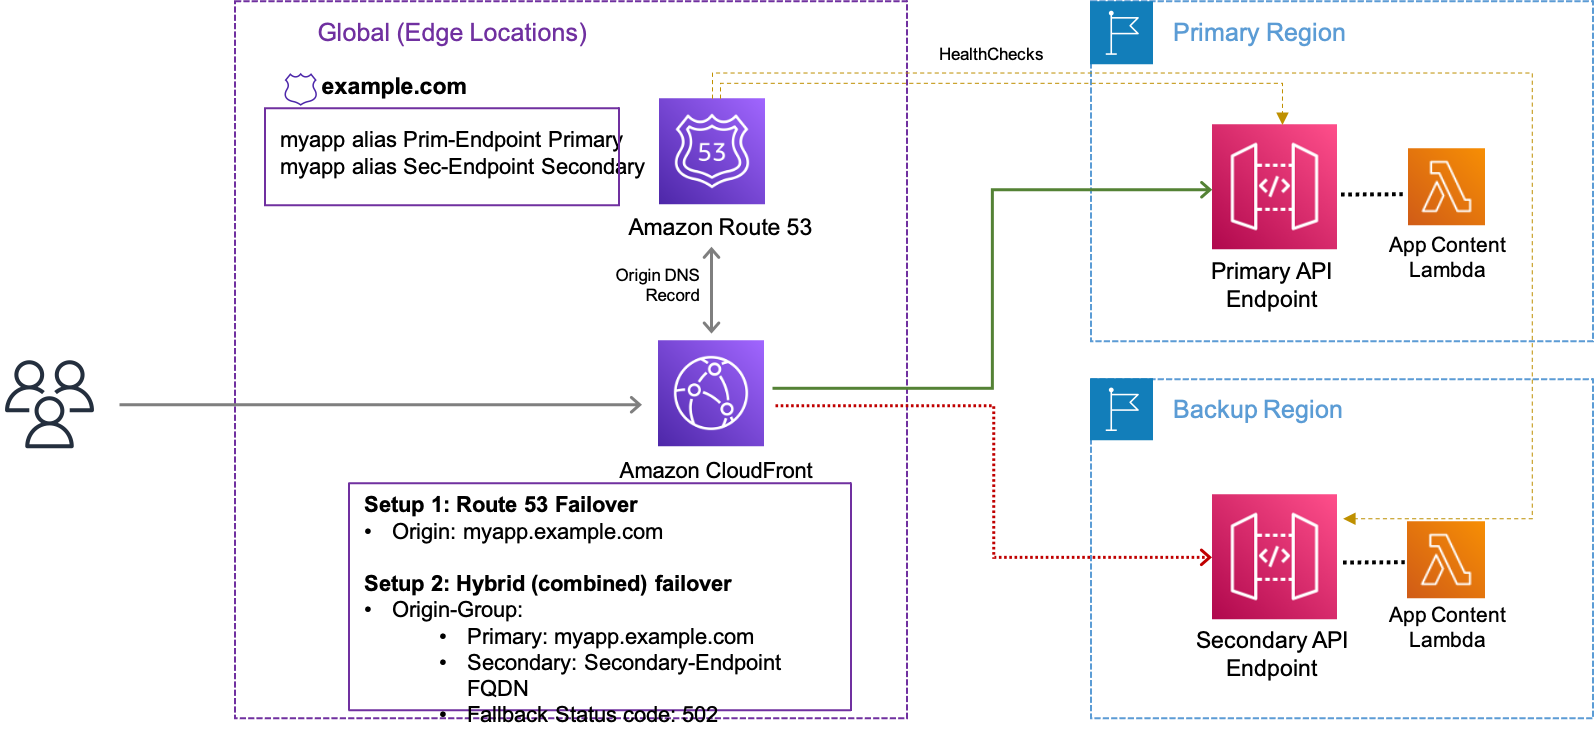 Global (Edge Locations)
example.com
myapp alias Prim-Endpoint Primary
myapp alias Sec-Endpoint Secondary
53
Amazon Route 53
Origin DNS
Record
Amazon CloudFront
Setup 1: Route 53 Failover
• Origin: myapp.example.com
Setup 2: Hybrid (combined) failover
• Origin-Group:
• Primary: myapp.example.com
• Secondary: Secondary-Endpoint
FQDN
• Fallback Status code: 502
HealthChecks
Primary Region
</>
Primary API
Endpoint
App Content
Lambda
Backup Region
</>
Secondary API
Endpoint
App Content
Lambda